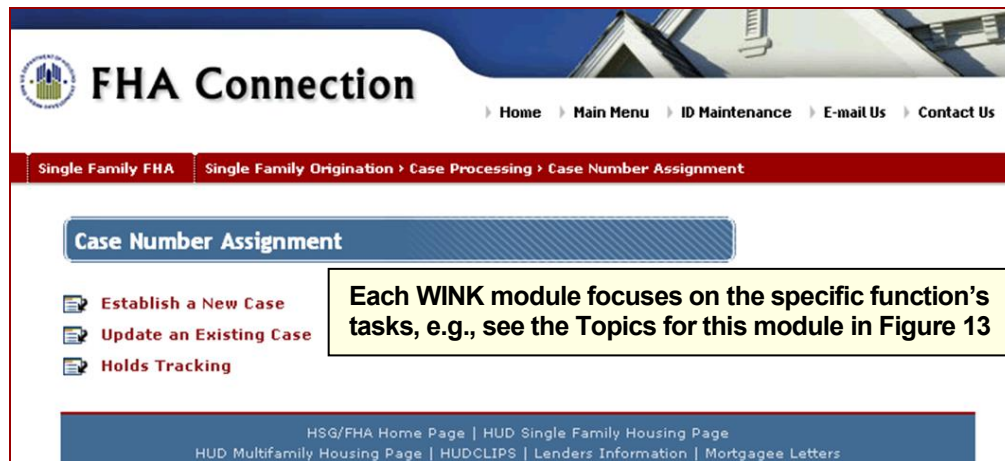 FHA Connection
Home Main Menu ID Maintenance E-mail Us Contact Us
Single Family FHA Single Family Origination › Case Processing › Case Number Assignment
Case Number Assignment
Establish a New Case
Update an Existing Case
Holds Tracking
Each WINK module focuses on the specific function’s
tasks, e.g., see the Topics for this module in Figure 13
HSG/FHA Home Page | HUD Single Family Housing Page
HUD Multifamily Housing Page | HUDCLIPS | Lenders Information | Mortgagee Letters